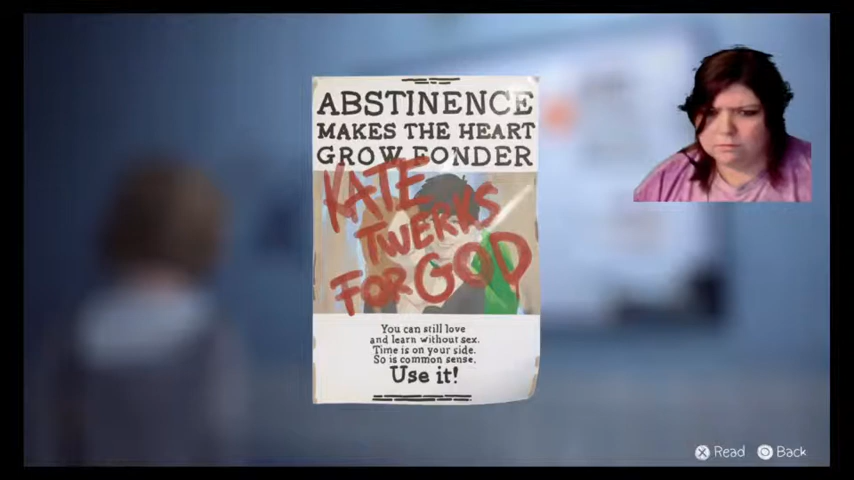 ABSTINENCE
MAKES THE HEART
GROW FONDER
KATE
TWERKS
FOR GOD
You can still love
and learn without sex.
Time is on your side.
So is common sense.
Use it!
Read
Back